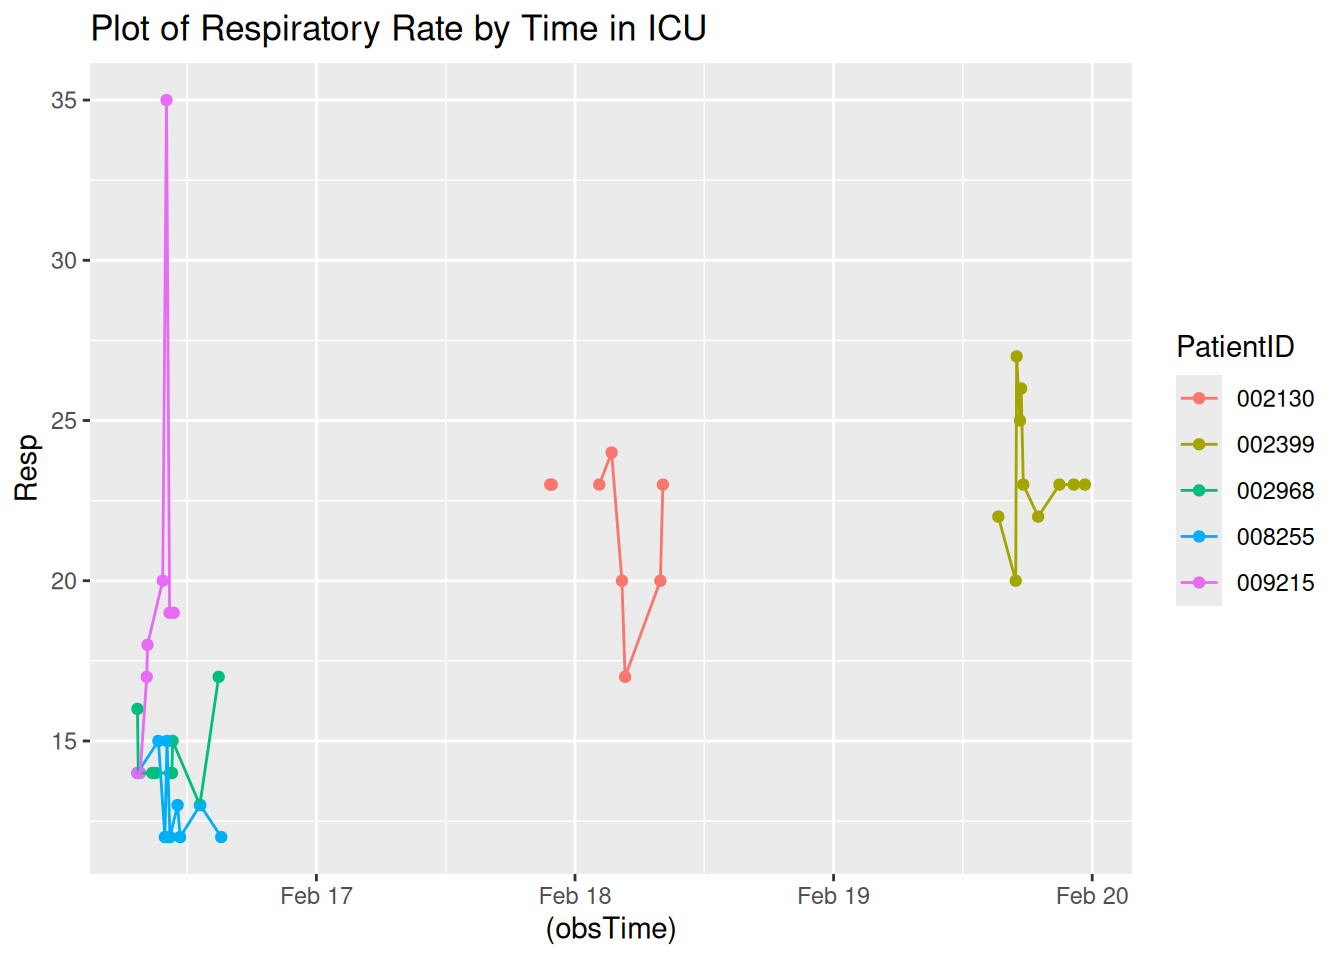 Plot of Respiratory Rate by Time in ICU
35
30
25
20
15
Resp
Feb 17
Feb 18
Feb 19
Feb 20
(obsTime)
PatientID
002130
002399
002968
008255
009215